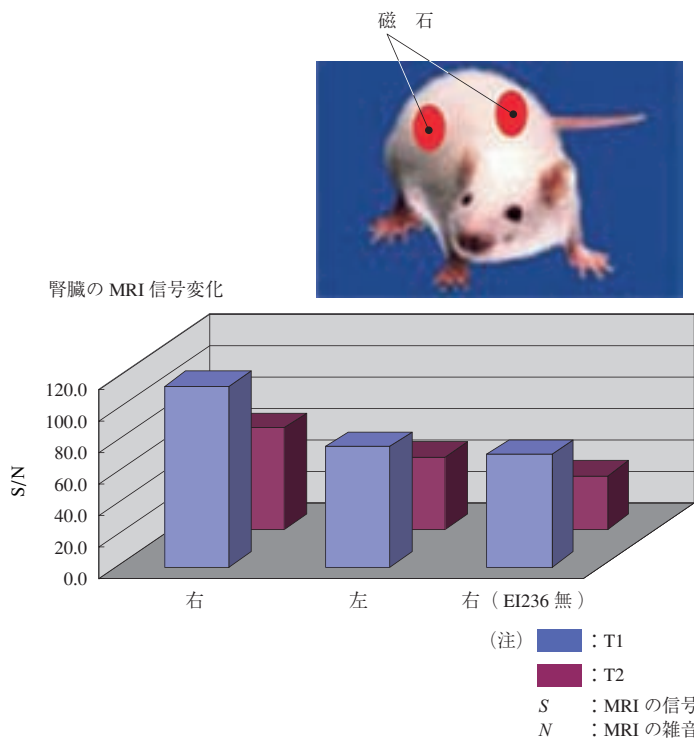 磁 石
腎臓の MRI 信号変化
120.0
100.0
80.0
60.0
40.0
20.0
0.0
S/N
右
左
右（EI236 無）
（注）
：T1
：T2
S ：MRI の信号
N ：MRI の雑音